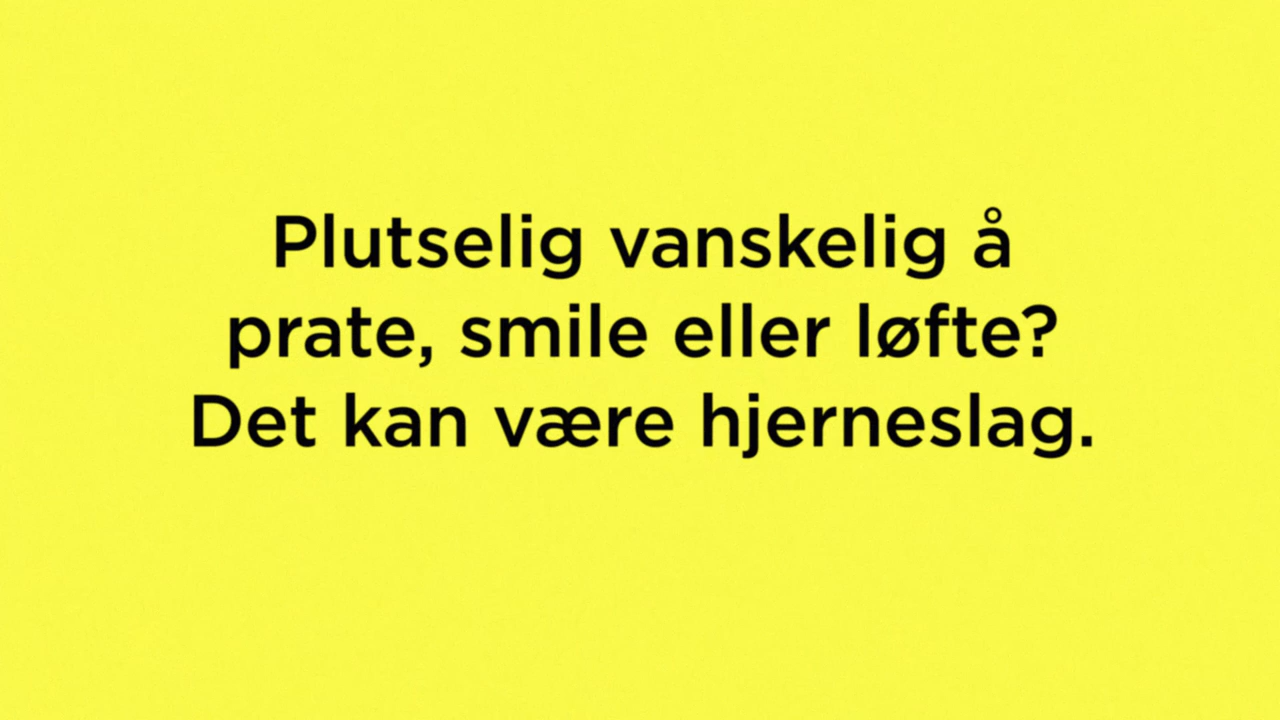 Plutselig vanskelig å
prate, smile eller løfte?
Det kan være hjerneslag.